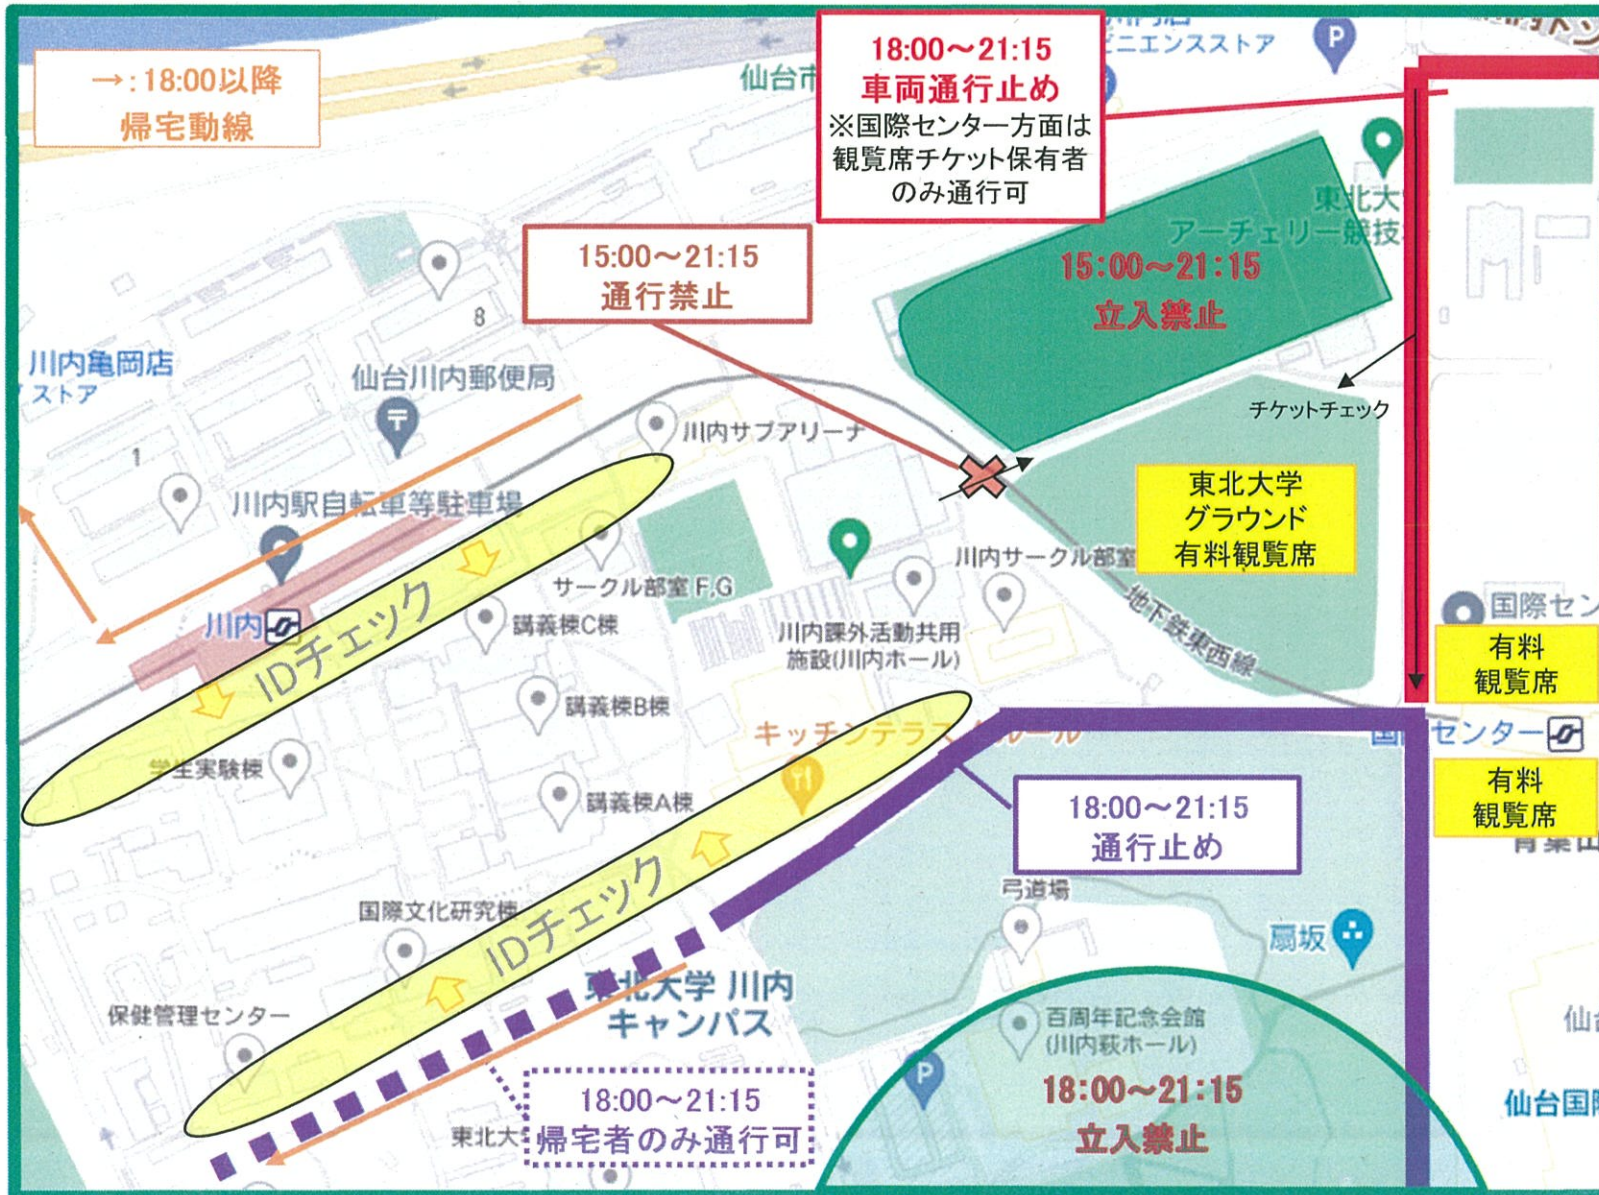 →:18:00以降
帰宅動線
18:00～21:15
車両通行止め
※国際センター方面は
観覧席チケット保有者
のみ通行可
ニエンスストア
P
仙台市
東北大
アーチェリー競技
15:00～21:15
通行禁止
15:00～21:15
立入禁止
8
川内亀岡店
ストア
仙台川内郵便局
〒
チケットチェック
川内サブアリーナ
1
川内駅自転車等駐車場
東北大学
グラウンド
有料観覧席
サークル部室 F,G
川内サークル部室
川内
IDチェック
講義棟C棟
川内課外活動共用
施設(川内ホール)
地下鉄東西線
国際セン
有料
観覧席
講義棟B棟
キッチンテラス
ルール
センター
学生実験棟
講義棟A棟
18:00～21:15
通行止め
有料
観覧席
国際文化研究棟
IDチェック
弓道場
扇坂
東北大学 川内
キャンパス
保健管理センター
百周年記念会館
(川内萩ホール)
P
18:00～21:15
立入禁止
18:00～21:15
帰宅者のみ通行可
東北大
仙台国際